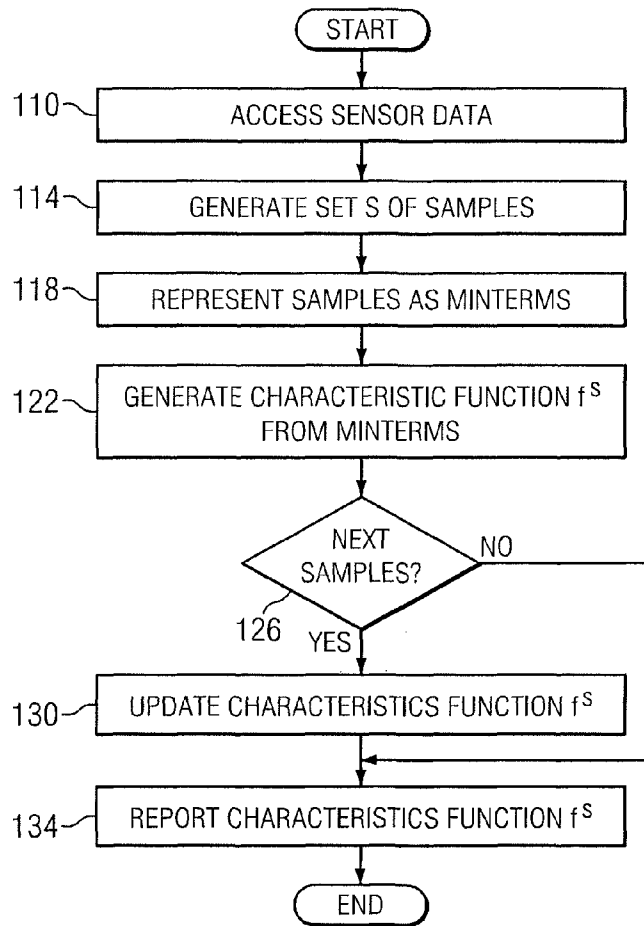 START
110
ACCESS SENSOR DATA
114
GENERATE SET S OF SAMPLES
118
REPRESENT SAMPLES AS MINTERMS
122
GENERATE CHARACTERISTIC FUNCTION f^S
FROM MINTERMS
NEXT
SAMPLES?
NO
126
YES
130
UPDATE CHARACTERISTICS FUNCTION f^S
134
REPORT CHARACTERISTICS FUNCTION f^S
END